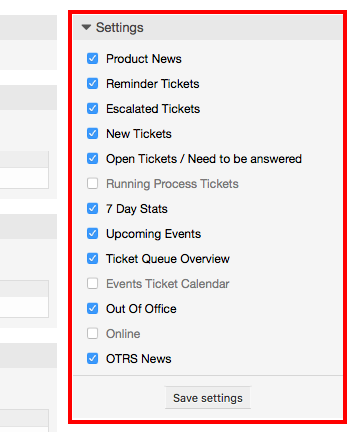 Settings
Product News
Reminder Tickets
Escalated Tickets
New Tickets
Open Tickets / Need to be answered
Running Process Tickets
7 Day Stats
Upcoming Events
Ticket Queue Overview
Events Ticket Calendar
Out Of Office
Online
OTRS News
Save settings